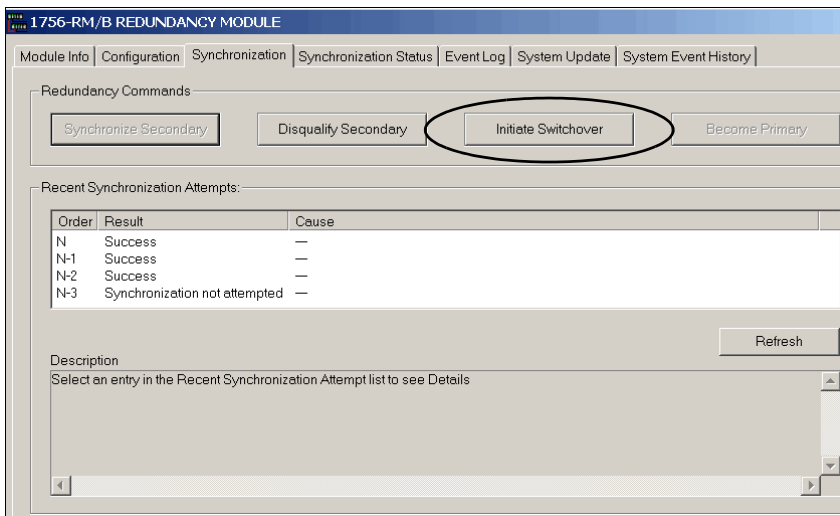 1756-RM/B REDUNDANCY MODULE
Module Info Configuration Synchronization Synchronization Status Event Log System Update System Event History
Redundancy Commands
Synchronize Secondary Disqualify Secondary Initiate Switchover Become Primary
Recent Synchronization Attempts:
Order Result Cause
N Success —
N-1 Success —
N-2 Success —
N-3 Synchronization not attempted —
Refresh
Description
Select an entry in the Recent Synchronization Attempt list to see Details